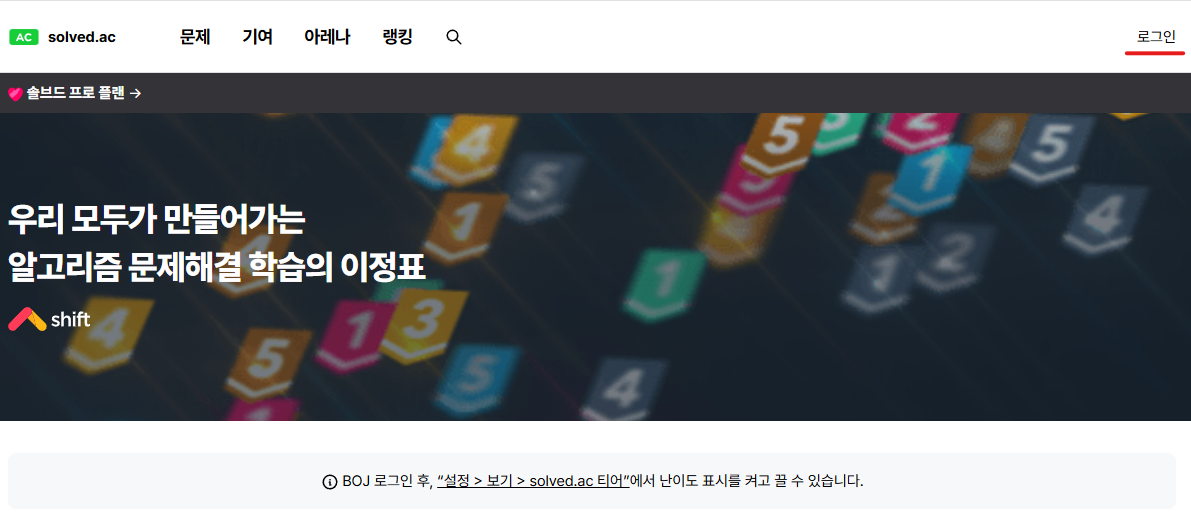 AC solved.ac 문제 기여 아레나 랭킹 로그인
솔브드 프로 플랜 →
우리 모두가 만들어가는
알고리즘 문제해결 학습의 이정표
shift
4 5 3 2 4 5
5 1 3 1 2 4
1 4 1 1 2
4 1 3
5 5 4
1
BOJ 로그인 후, “설정 > 보기 > solved.ac 티어”에서 난이도 표시를 켜고 끌 수 있습니다.